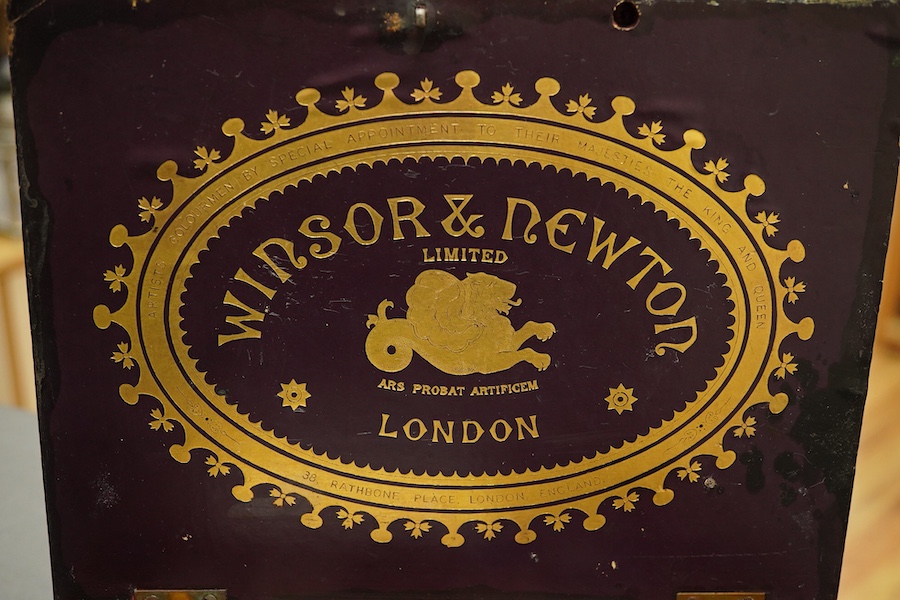 ARTISTS' COLOURMEN BY SPECIAL APPOINTMENT TO THEIR MAJESTIES THE KING AND QUEEN
WINSOR & NEWTON
LIMITED
ARS PROBAT ARTIFICEM
LONDON
38, RATHBONE PLACE, LONDON, ENGLAND.